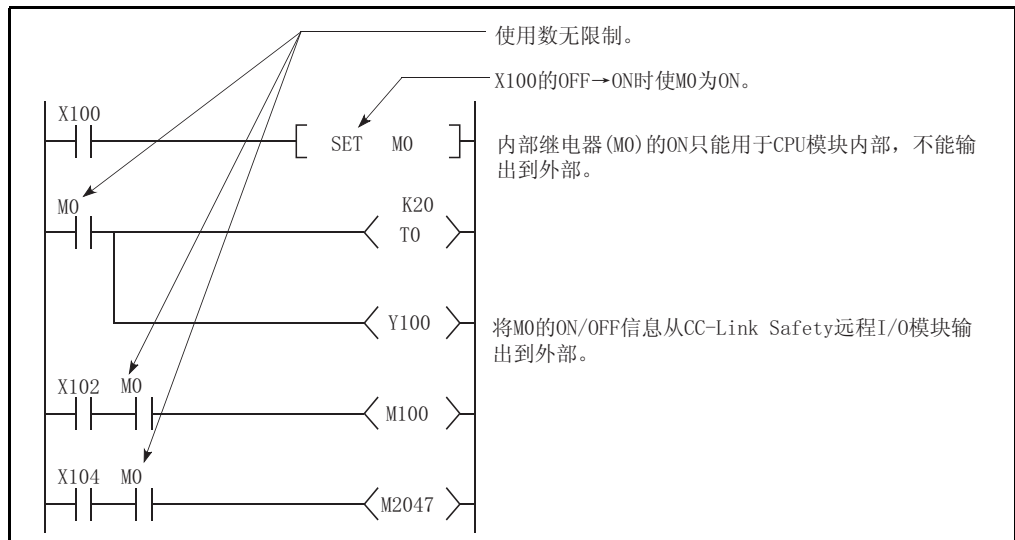 使用数无限制。
X100的OFF→ON时使M0为ON。
X100
SET M0
内部继电器(M0)的ON只能用于CPU模块内部，不能输
出到外部。
M0
K20
T0
Y100
将M0的ON/OFF信息从CC-Link Safety远程I/O模块输
出到外部。
X102 M0
M100
X104 M0
M2047